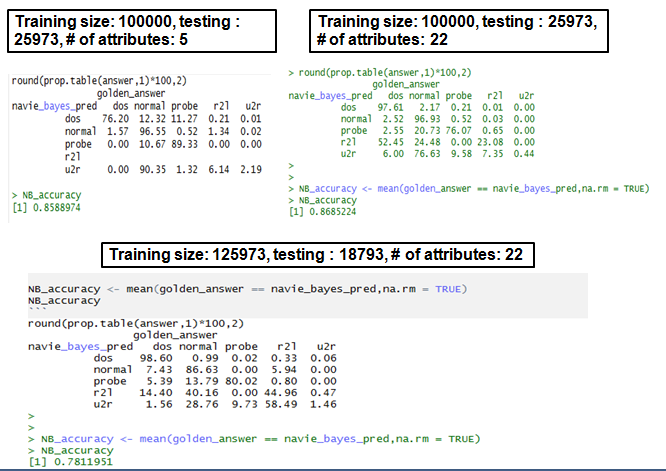 Training size: 100000, testing :
25973, # of attributes: 5
round(prop.table(answer,1)*100,2)
golden_answer
navie_bayes_pred dos normal probe r2l u2r
dos 76.20 12.32 11.27 0.21 0.01
normal 1.57 96.55 0.52 1.34 0.02
probe 0.00 10.67 89.33 0.00 0.00
r2l
u2r 0.00 90.35 1.32 6.14 2.19
> NB_accuracy
[1] 0.8588974
Training size: 100000, testing : 25973,
# of attributes: 22
> round(prop.table(answer,1)*100,2)
golden_answer
navie_bayes_pred dos normal probe r2l u2r
dos 97.61 2.17 0.21 0.01 0.00
normal 2.52 96.93 0.52 0.03 0.00
probe 2.55 20.73 76.07 0.65 0.00
r2l 52.45 24.48 0.00 23.08 0.00
u2r 6.00 76.63 9.58 7.35 0.44
>
>
> NB_accuracy <- mean(golden_answer == navie_bayes_pred,na.rm = TRUE)
> NB_accuracy
[1] 0.8685224
Training size: 125973, testing : 18793, # of attributes: 22
NB_accuracy <- mean(golden_answer == navie_bayes_pred,na.rm = TRUE)
NB_accuracy
```
round(prop.table(answer,1)*100,2)
golden_answer
navie_bayes_pred dos normal probe r2l u2r
dos 98.60 0.99 0.02 0.33 0.06
normal 7.43 86.63 0.00 5.94 0.00
probe 5.39 13.79 80.02 0.80 0.00
r2l 14.40 40.16 0.00 44.96 0.47
u2r 1.56 28.76 9.73 58.49 1.46
>
>
> NB_accuracy <- mean(golden_answer == navie_bayes_pred,na.rm = TRUE)
> NB_accuracy
[1] 0.7811951